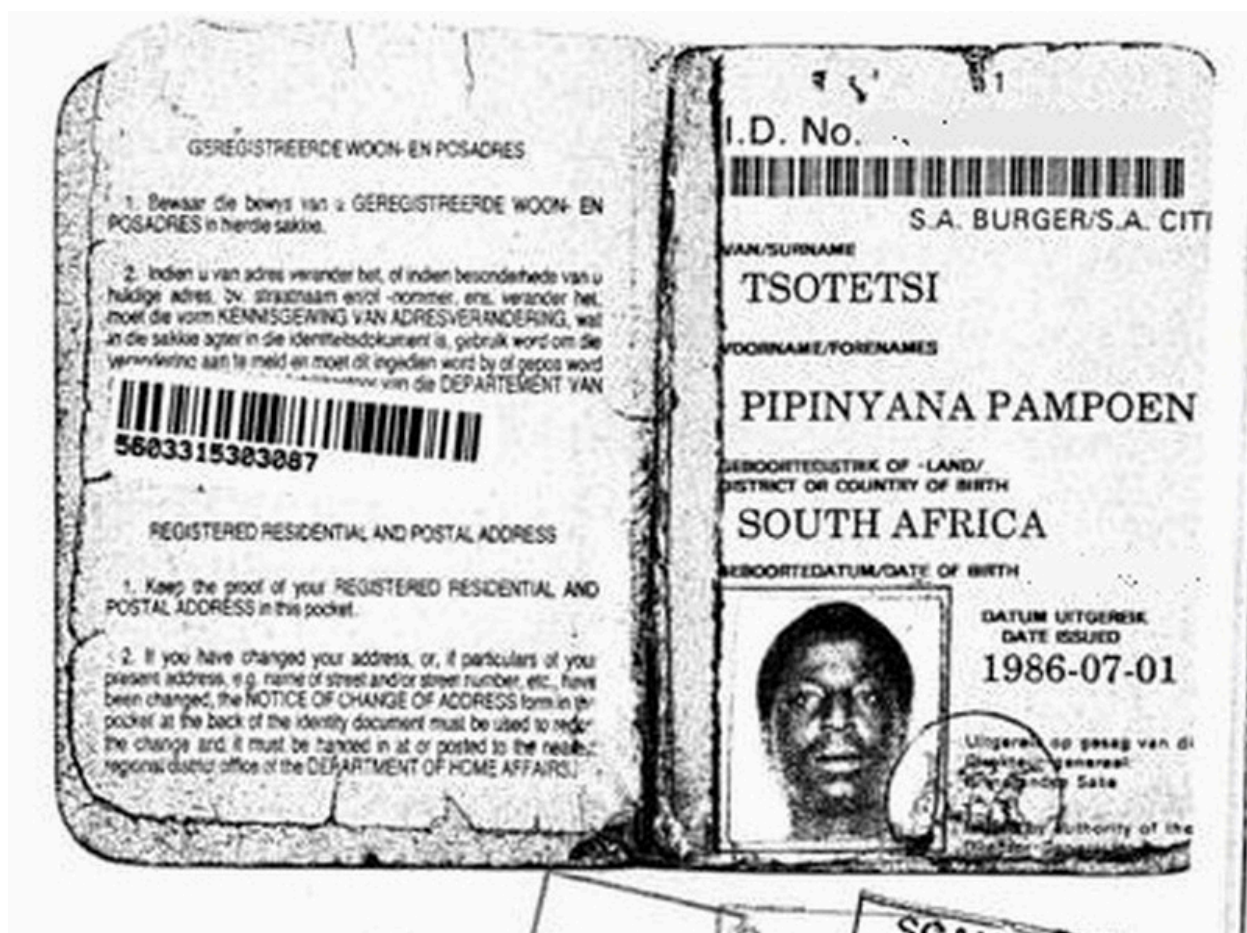 GEREGISTREERDE WOON- EN POSADRES
1. Bewaar die bewys van u GEREGISTREERDE WOON- EN
POSADRES in hierdie sakkie.
2. Indien u van adres verander het, of indien besonderhede van u
huidige adres, bv. straatnaam en/of -nommer, ens. verander het,
moet die vorm KENNISGEWING VAN ADRESVERANDERING, wat
in die sakkie agter in die identiteitsdokument is, gebruik word om die
verandering aan te meld en moet dit ingedien word by of gepos word
van die DEPARTEMENT VAN
5603315303087
REGISTERED RESIDENTIAL AND POSTAL ADDRESS
1. Keep the proof of your REGISTERED RESIDENTIAL AND
POSTAL ADDRESS in this pocket.
2. If you have changed your address, or, if particulars of your
present address, e.g. name of street and/or street number, etc., have
been changed, the NOTICE OF CHANGE OF ADDRESS form in the
pocket at the back of the identity document must be used to
the change and it must be handed in at or posted to the nearest
regional/district office of the DEPARTMENT OF HOME AFFAIRS.
1
I.D. No.
S.A. BURGER/S.A. CITI
VAN/SURNAME
TSOTETSI
VOORNAME/FORENAMES
PIPINYANA PAMPOEN
GEBOORTEDISTRIK OF -LAND/
DISTRICT OR COUNTRY OF BIRTH
SOUTH AFRICA
GEBOORTEDATUM/DATE OF BIRTH
DATUM UITGEREIK
DATE ISSUED
1986-07-01
Uitgereik op gesag van di
Direkteur-generaal
Sake
by authority of the